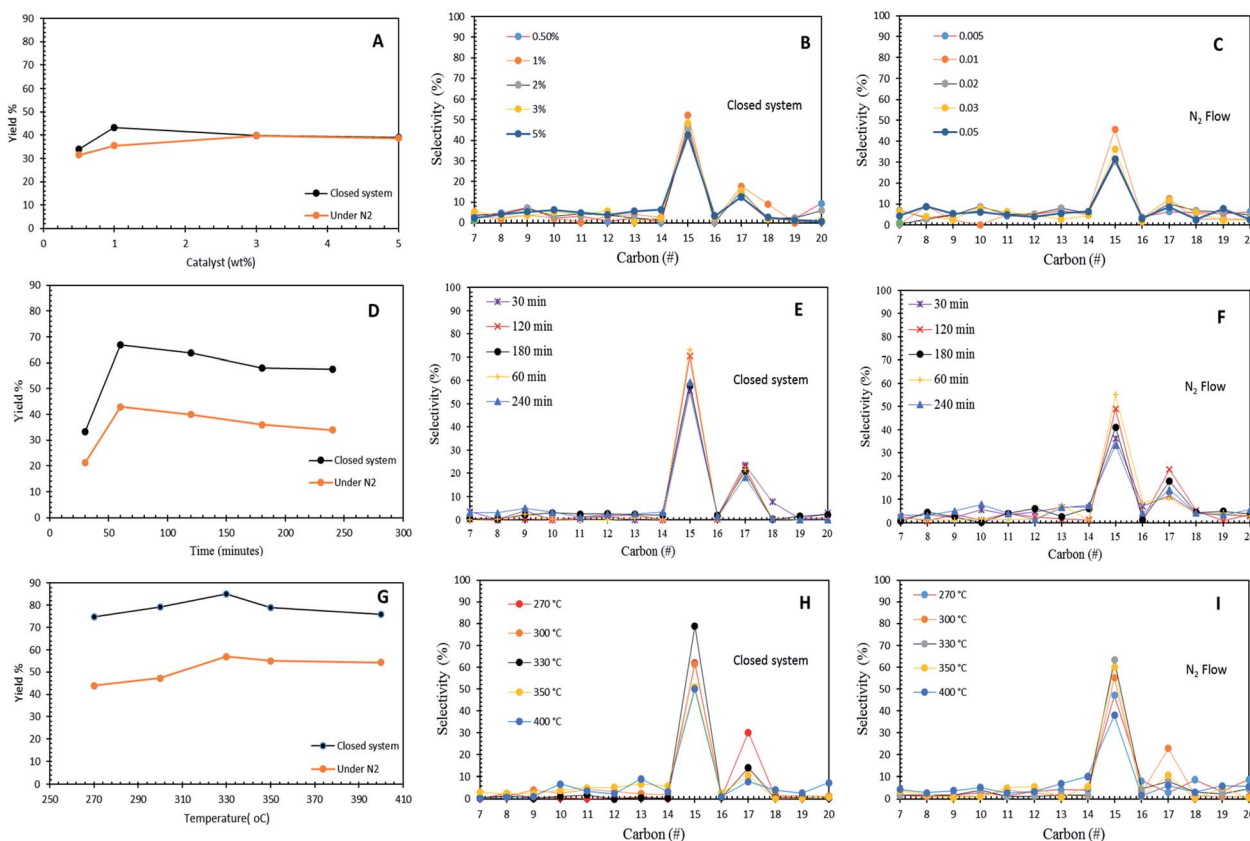 A
Yield %
90
80
70
60
50
40
30
20
10
0
0
1
2
3
4
5
Catalyst (wt%)
Closed system
Under N2
B
Selectivity (%)
100
90
80
70
60
50
40
30
20
10
0
0.50%
1%
2%
3%
5%
Closed system
7 8 9 10 11 12 13 14 15 16 17 18 19 20
Carbon (#)
C
Selectivity (%)
100
90
80
70
60
50
40
30
20
10
0
0.005
0.01
0.02
0.03
0.05
N2 Flow
7 8 9 10 11 12 13 14 15 16 17 18 19 20
Carbon (#)
D
Yield %
90
80
70
60
50
40
30
20
10
0
0 50 100 150 200 250 300
Time (minutes)
Closed system
Under N2
E
Selectivity (%)
100
90
80
70
60
50
40
30
20
10
0
30 min
120 min
180 min
60 min
240 min
Closed system
7 8 9 10 11 12 13 14 15 16 17 18 19 20
Carbon (#)
F
Selectivity (%)
100
90
80
70
60
50
40
30
20
10
0
30 min
120 min
180 min
60 min
240 min
N2 Flow
7 8 9 10 11 12 13 14 15 16 17 18 19 20
Carbon (#)
G
Yield %
90
80
70
60
50
40
30
20
10
0
250 270 290 310 330 350 370 390 410
Temperature( oC)
Closed system
Under N2
H
Selectivity (%)
100
90
80
70
60
50
40
30
20
10
0
270 °C
300 °C
330 °C
350 °C
400 °C
Closed system
7 8 9 10 11 12 13 14 15 16 17 18 19 20
Carbon (#)
I
Selectivity (%)
100
90
80
70
60
50
40
30
20
10
0
270 °C
300 °C
330 °C
350 °C
400 °C
N2 Flow
7 8 9 10 11 12 13 14 15 16 17 18 19 20
Carbon (#)